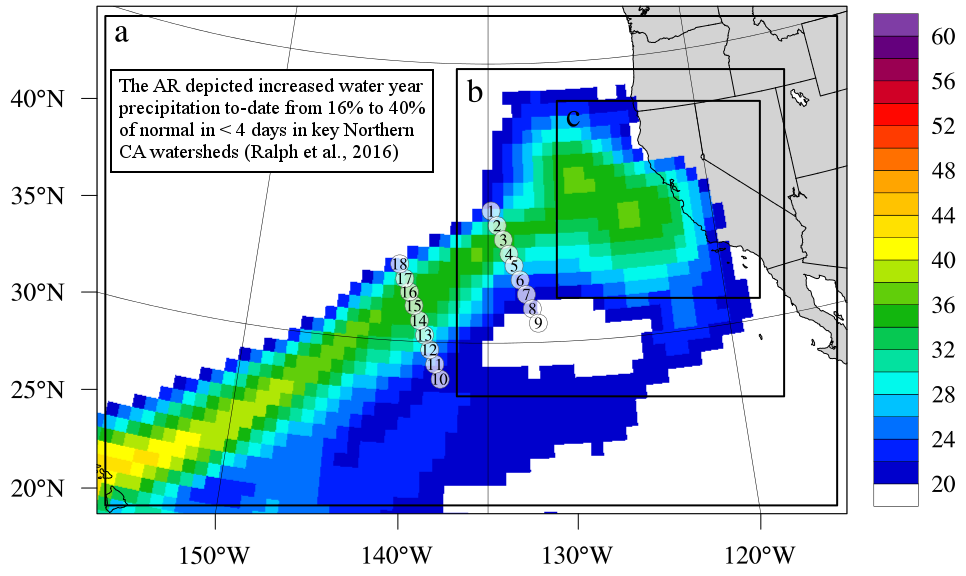 a
The AR depicted increased water year
precipitation to-date from 16% to 40%
of normal in < 4 days in key Northern
CA watersheds (Ralph et al., 2016)
b
c
1
2
3
4
5
6
7
8
9
18
17
16
15
14
13
12
11
10
40°N
35°N
30°N
25°N
20°N
150°W
140°W
130°W
120°W
60
56
52
48
44
40
36
32
28
24
20